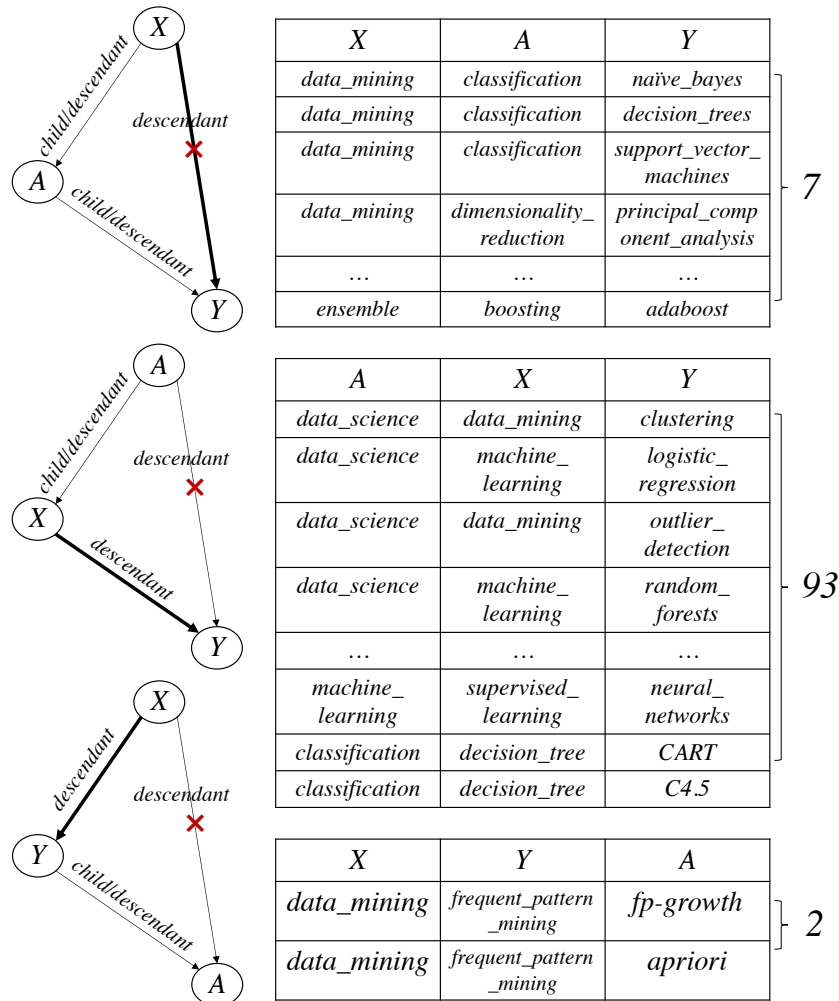 X
child/descendant
descendant
A
child/descendant
Y
X A Y
data_mining classification naïve_bayes
data_mining classification decision_trees
data_mining classification support_vector_
machines
data_mining dimensionality_ principal_comp
reduction onent_analysis
… … …
ensemble boosting adaboost
7
A
child/descendant
descendant
X
descendant
Y
A X Y
data_science data_mining clustering
data_science machine_ logistic_
learning regression
data_science data_mining outlier_
detection
data_science machine_ random_
learning forests
… … …
machine_ supervised_ neural_
learning learning networks
classification decision_tree CART
classification decision_tree C4.5
93
X
descendant
descendant
Y
child/descendant
A
X Y A
data_mining frequent_pattern fp-growth
_mining
data_mining frequent_pattern apriori
_mining
2